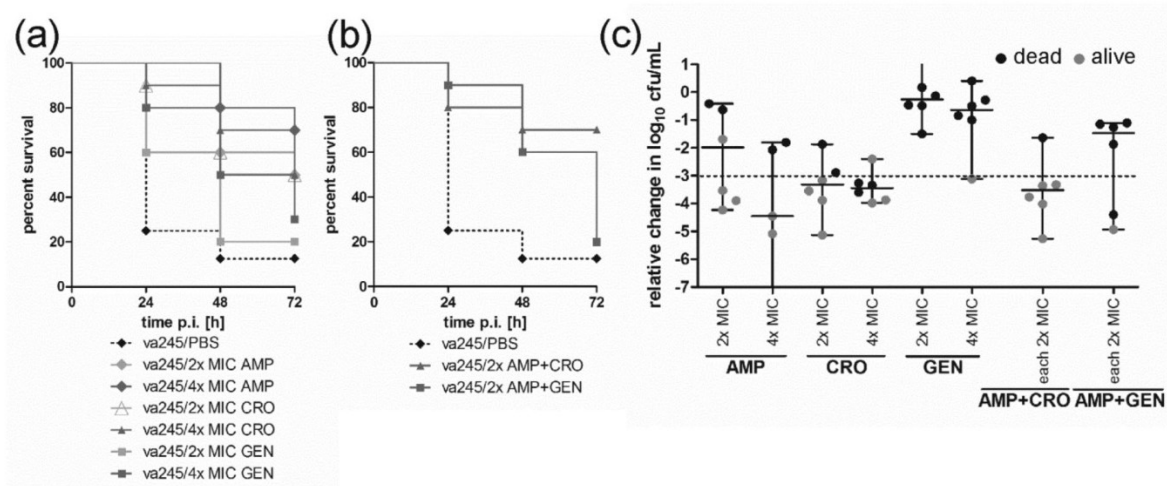 (a)
percent survival
100
80
60
40
20
0
0 24 48 72
time p.i. [h]
va245/PBS
va245/2x MIC AMP
va245/4x MIC AMP
va245/2x MIC CRO
va245/4x MIC CRO
va245/2x MIC GEN
va245/4x MIC GEN
(b)
percent survival
100
80
60
40
20
0
0 24 48 72
time p.i. [h]
va245/PBS
va245/2x AMP+CRO
va245/2x AMP+GEN
(c)
dead alive
relative change in log10 cfu/mL
1
0
-1
-2
-3
-4
-5
-6
-7
2x MIC
4x MIC
2x MIC
4x MIC
2x MIC
4x MIC
each 2x MIC
each 2x MIC
AMP CRO GEN
AMP+CRO AMP+GEN